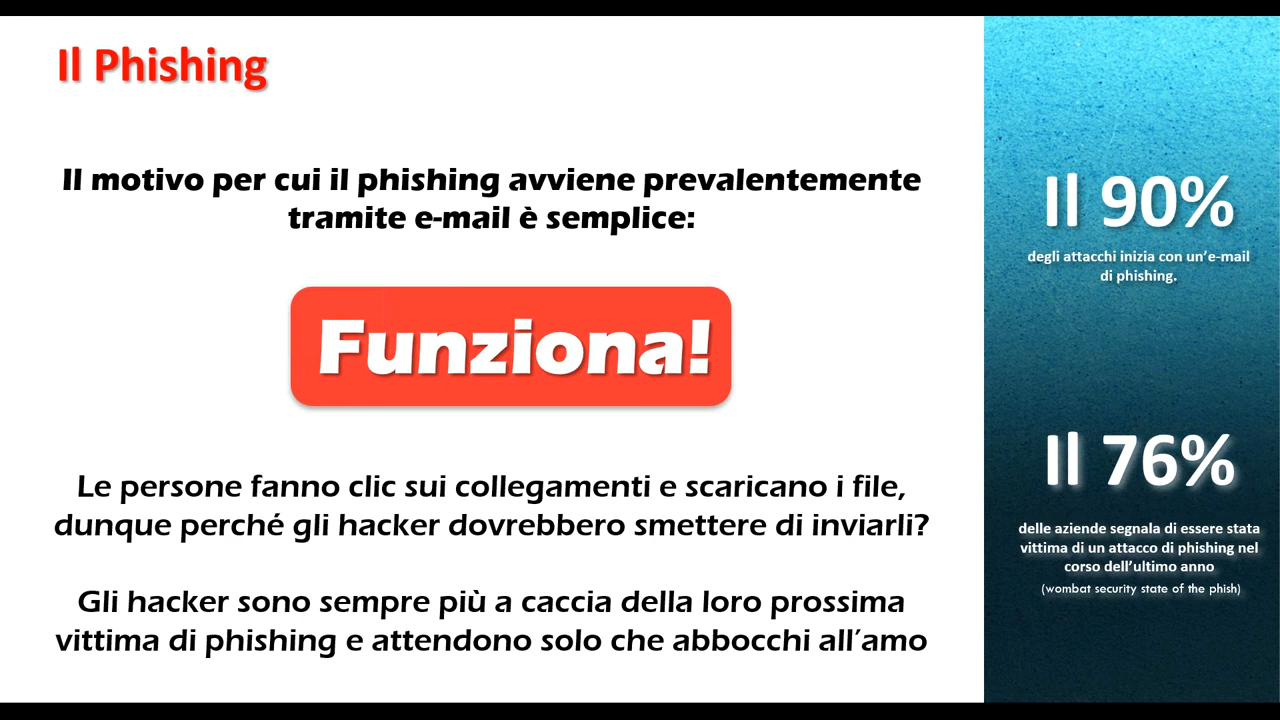 Il Phishing
Il motivo per cui il phishing avviene prevalentemente
tramite e-mail è semplice:
Funziona!
Le persone fanno clic sui collegamenti e scaricano i file,
dunque perché gli hacker dovrebbero smettere di inviarli?
Gli hacker sono sempre più a caccia della loro prossima
vittima di phishing e attendono solo che abbocchi all’amo
Il 90%
degli attacchi inizia con un’e-mail
di phishing.
Il 76%
delle aziende segnala di essere stata
vittima di un attacco di phishing nel
corso dell’ultimo anno
(wombat security state of the phish)